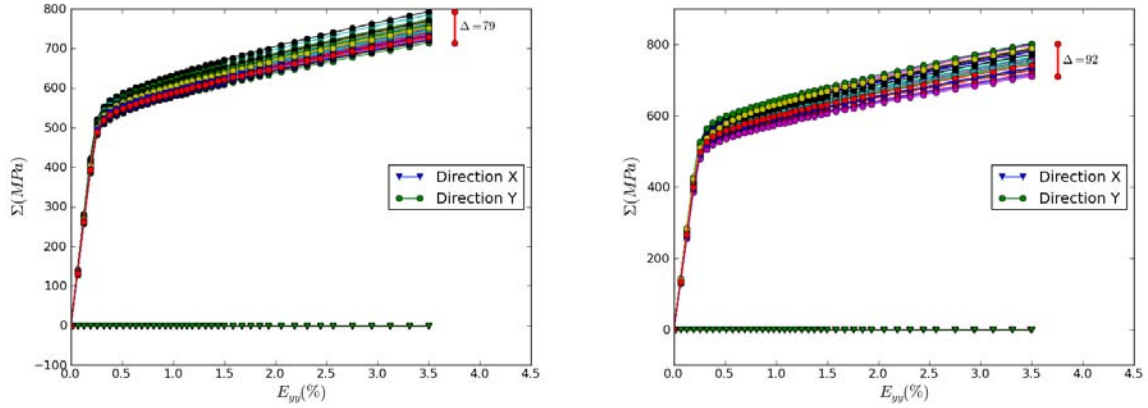 800
700
600
500
400
300
200
100
0
−100
Σ(MPa)
Δ = 79
Direction X
Direction Y
0.0 0.5 1.0 1.5 2.0 2.5 3.0 3.5 4.0 4.5
E_yy(%)
800
600
400
200
0
Σ(MPa)
Δ = 92
Direction X
Direction Y
0.0 0.5 1.0 1.5 2.0 2.5 3.0 3.5 4.0 4.5
E_yy(%)